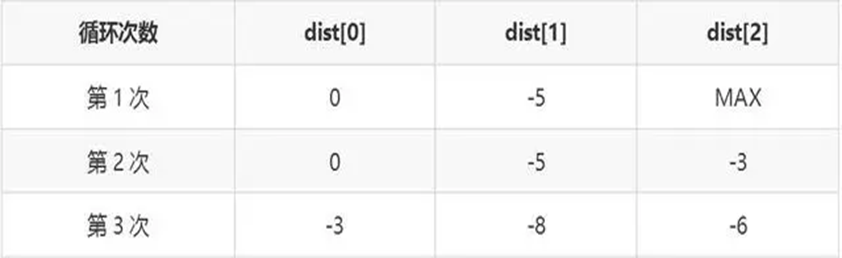 循环次数 dist[0] dist[1] dist[2]
第 1 次 0 -5 MAX
第 2 次 0 -5 -3
第 3 次 -3 -8 -6